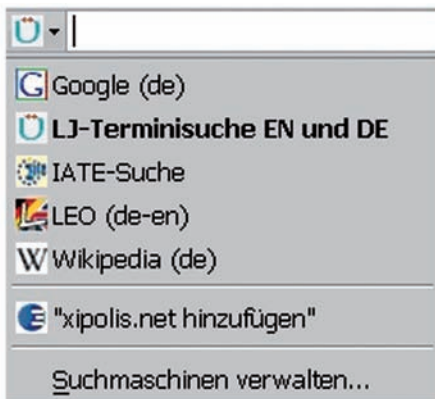 Google (de)
LJ-Terminisuche EN und DE
IATE-Suche
LEO (de-en)
Wikipedia (de)
"xipolis.net hinzufügen"
Suchmaschinen verwalten...